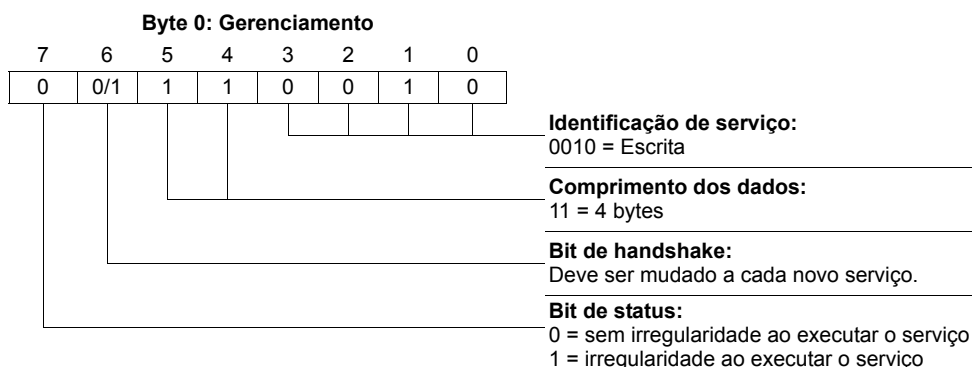 Byte 0: Gerenciamento
7 6 5 4 3 2 1 0
0 0/1 1 1 0 0 1 0
Identificação de serviço:
0010 = Escrita
Comprimento dos dados:
11 = 4 bytes
Bit de handshake:
Deve ser mudado a cada novo serviço.
Bit de status:
0 = sem irregularidade ao executar o serviço
1 = irregularidade ao executar o serviço